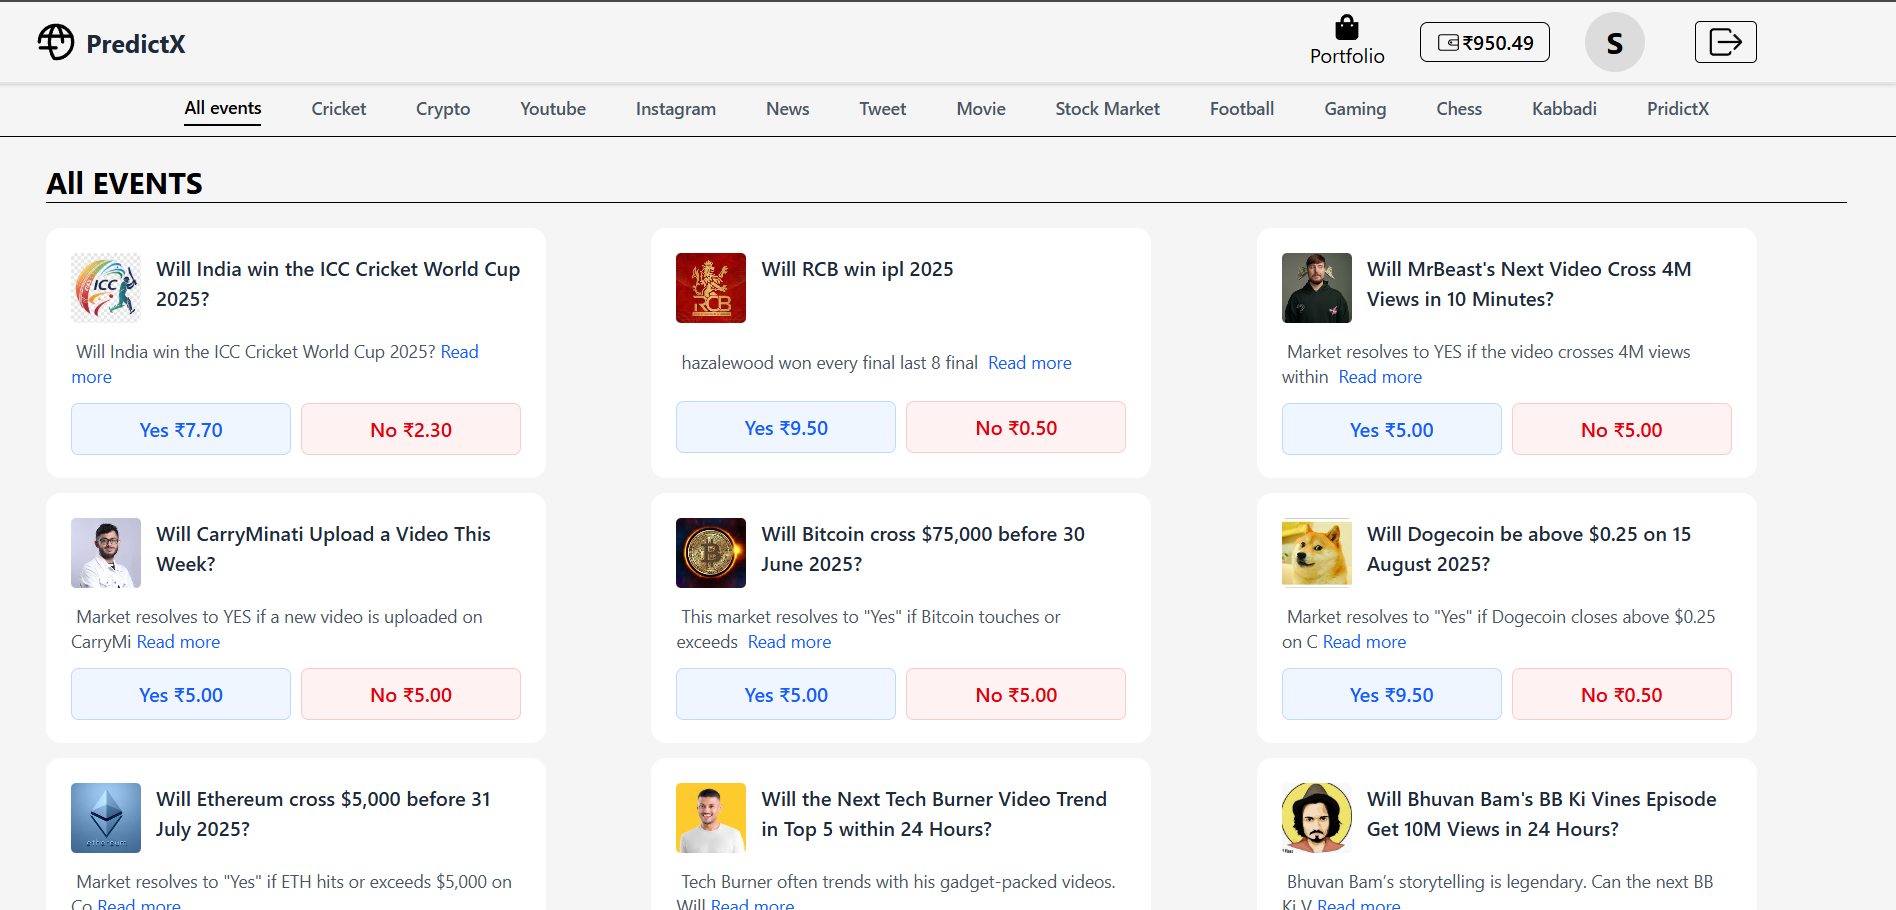 PredictX
Portfolio
₹950.49
S
All events
Cricket
Crypto
Youtube
Instagram
News
Tweet
Movie
Stock Market
Football
Gaming
Chess
Kabbadi
PridictX
All EVENTS
ICC
Will India win the ICC Cricket World Cup
2025?
Will India win the ICC Cricket World Cup 2025? Read
more
Yes ₹7.70
No ₹2.30
RCB
Will RCB win ipl 2025
hazalewood won every final last 8 final Read more
Yes ₹9.50
No ₹0.50
Will MrBeast's Next Video Cross 4M
Views in 10 Minutes?
Market resolves to YES if the video crosses 4M views
within Read more
Yes ₹5.00
No ₹5.00
Will CarryMinati Upload a Video This
Week?
Market resolves to YES if a new video is uploaded on
CarryMi Read more
Yes ₹5.00
No ₹5.00
Will Bitcoin cross $75,000 before 30
June 2025?
This market resolves to "Yes" if Bitcoin touches or
exceeds Read more
Yes ₹5.00
No ₹5.00
Will Dogecoin be above $0.25 on 15
August 2025?
Market resolves to "Yes" if Dogecoin closes above $0.25
on C Read more
Yes ₹9.50
No ₹0.50
ethereum
Will Ethereum cross $5,000 before 31
July 2025?
Market resolves to "Yes" if ETH hits or exceeds $5,000 on
Co Read more
Will the Next Tech Burner Video Trend
in Top 5 within 24 Hours?
Tech Burner often trends with his gadget-packed videos.
Will Read more
Will Bhuvan Bam's BB Ki Vines Episode
Get 10M Views in 24 Hours?
Bhuvan Bam’s storytelling is legendary. Can the next BB
Ki V Read more